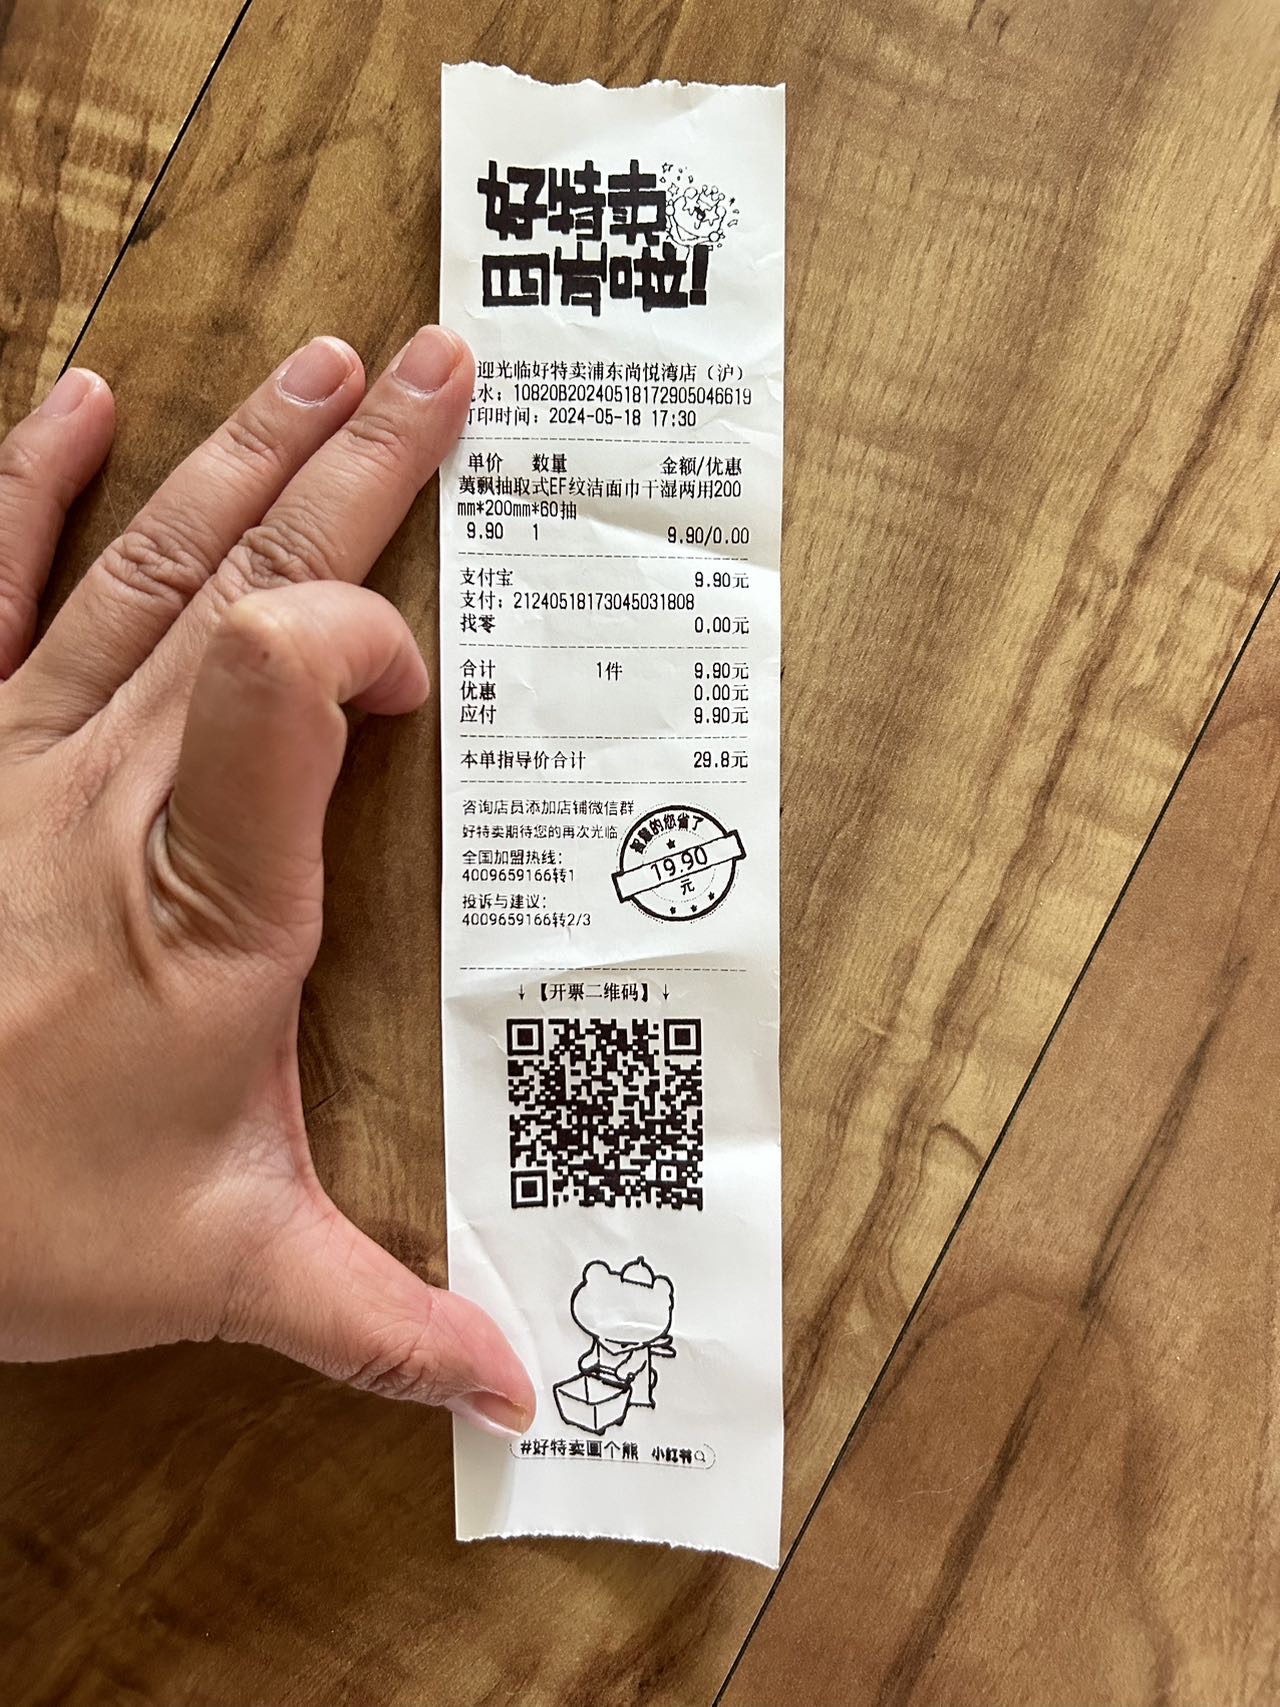 好特卖
迎光临好特卖浦东尚悦湾店（沪）
水：10820B20240518172905046619
印时间：2024-05-18 17:30
单价 数量 金额/优惠
萸飘抽取式EF纹洁面巾干湿两用200
mm*200mm*60抽
9.90 1 9.90/0.00
支付宝 9.90元
支付：21240518173045031808
找零 0.00元
合计 1件 9.90元
优惠 0.00元
应付 9.90元
本单指导价合计 29.8元
咨询店员添加店铺微信群
好特卖期待您的再次光临
全国加盟热线：
4009659166转1
投诉与建议：
4009659166转2/3
智慧的您省了
19.90
元
↓【开票二维码】↓
#好特卖画个熊 小红书